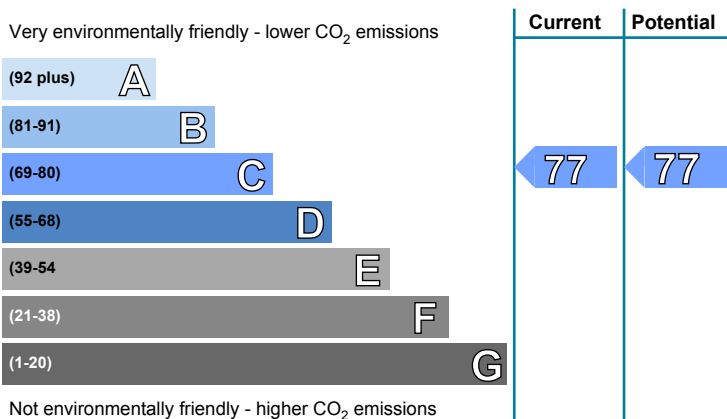 Current Potential
Very environmentally friendly - lower CO2 emissions
(92 plus) A
(81-91) B
(69-80) C 77 77
(55-68) D
(39-54 E
(21-38) F
(1-20) G
Not environmentally friendly - higher CO2 emissions